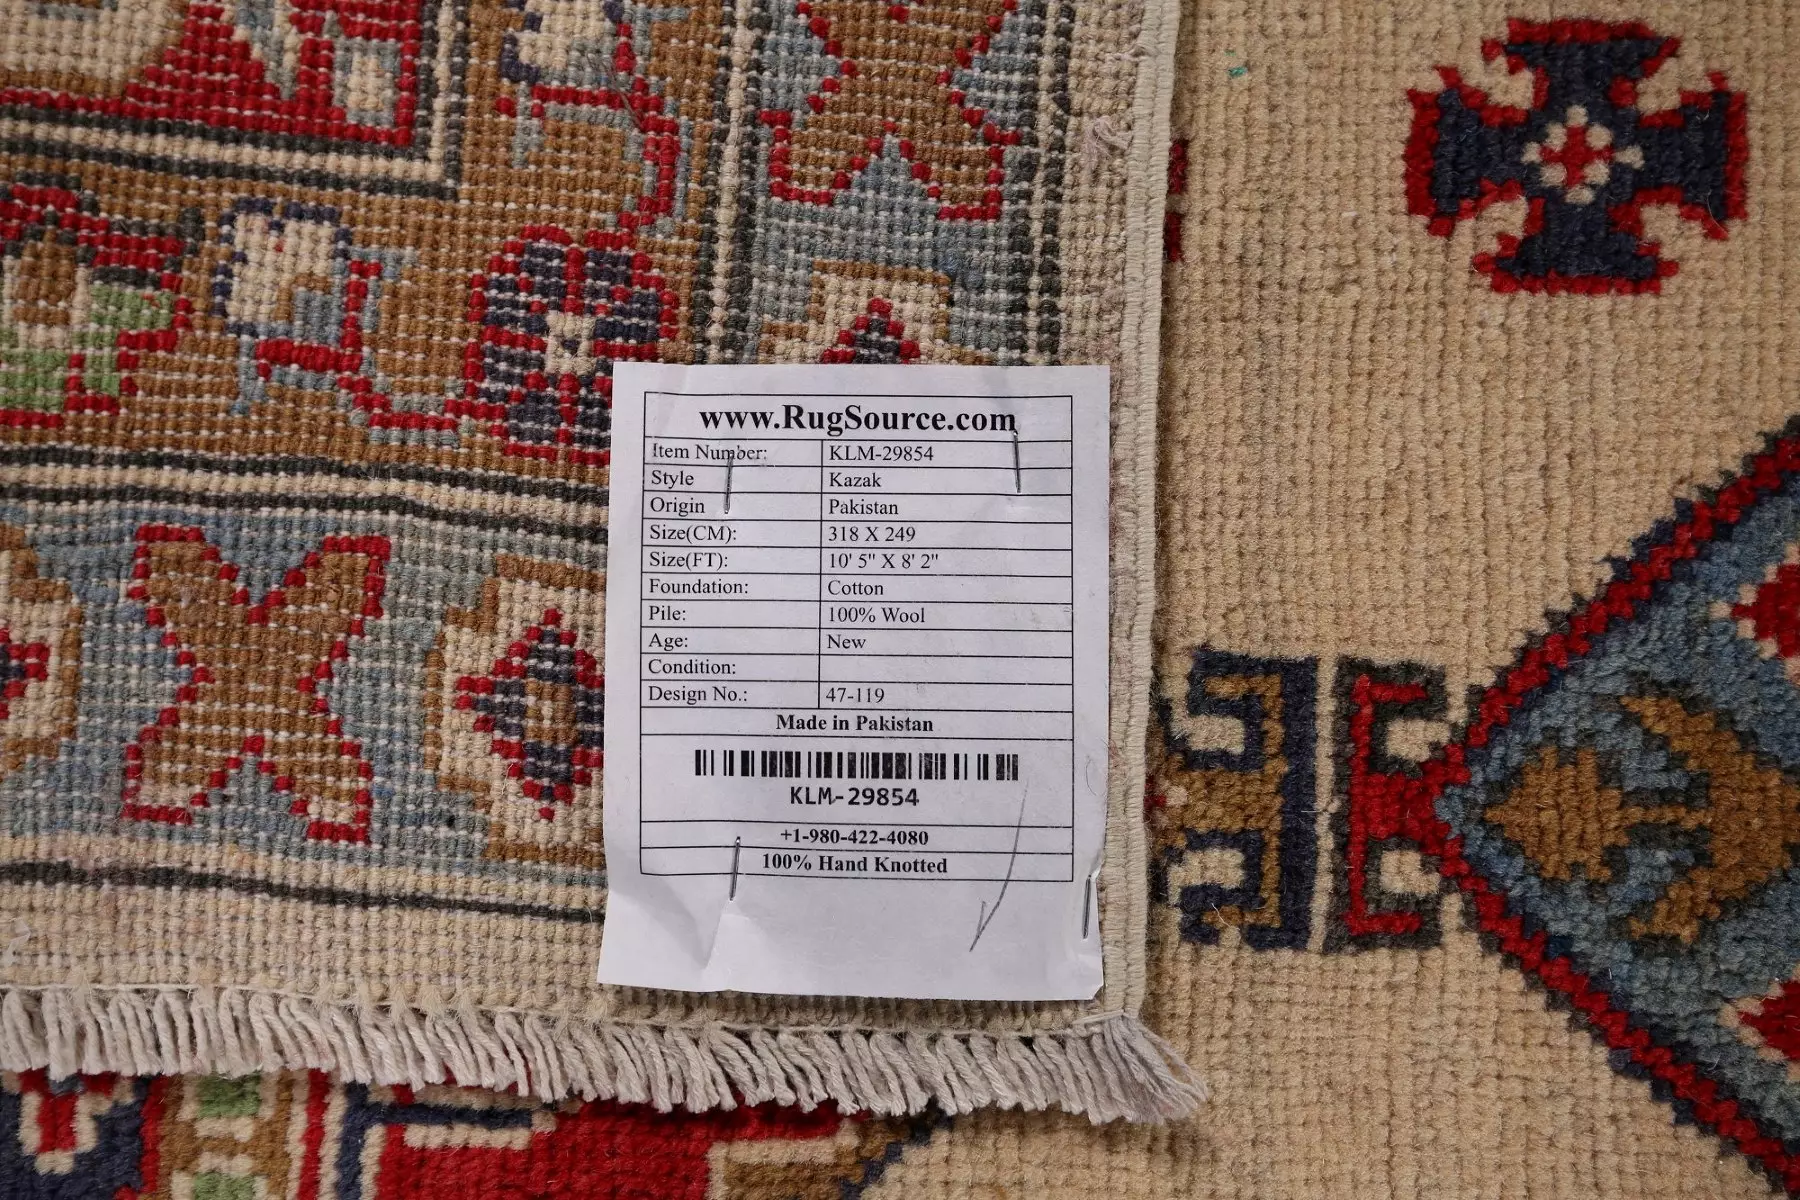 www.RugSource.com
Item Number: KLM-29854
Style Kazak
Origin Pakistan
Size(CM): 318 X 249
Size(FT): 10' 5" X 8' 2"
Foundation: Cotton
Pile: 100% Wool
Age: New
Condition:
Design No.: 47-119
Made in Pakistan
KLM-29854
+1-980-422-4080
100% Hand Knotted